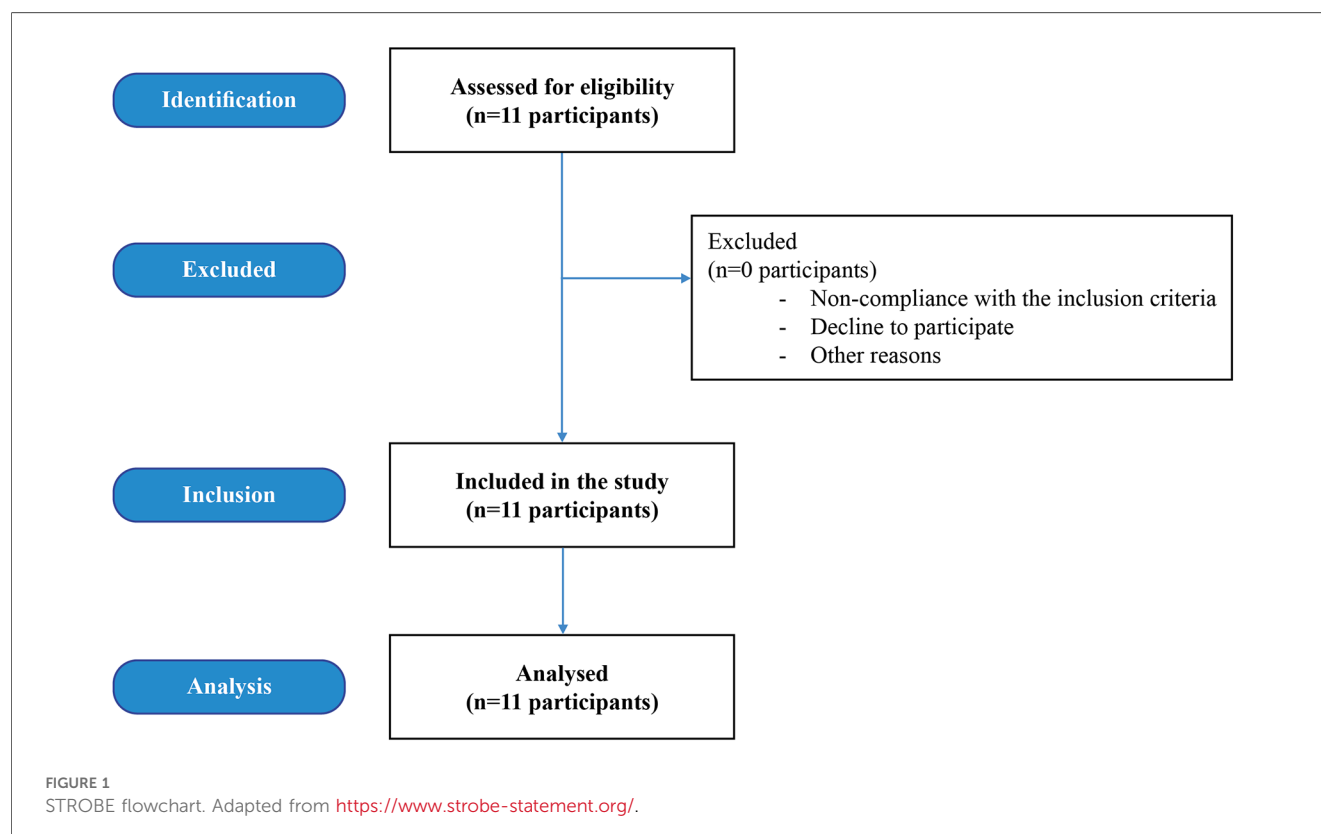 Identification
Assessed for eligibility
(n=11 participants)
Excluded
Excluded
(n=0 participants)
- Non-compliance with the inclusion criteria
- Decline to participate
- Other reasons
Inclusion
Included in the study
(n=11 participants)
Analysis
Analysed
(n=11 participants)
FIGURE 1
STROBE flowchart. Adapted from https://www.strobe-statement.org/.